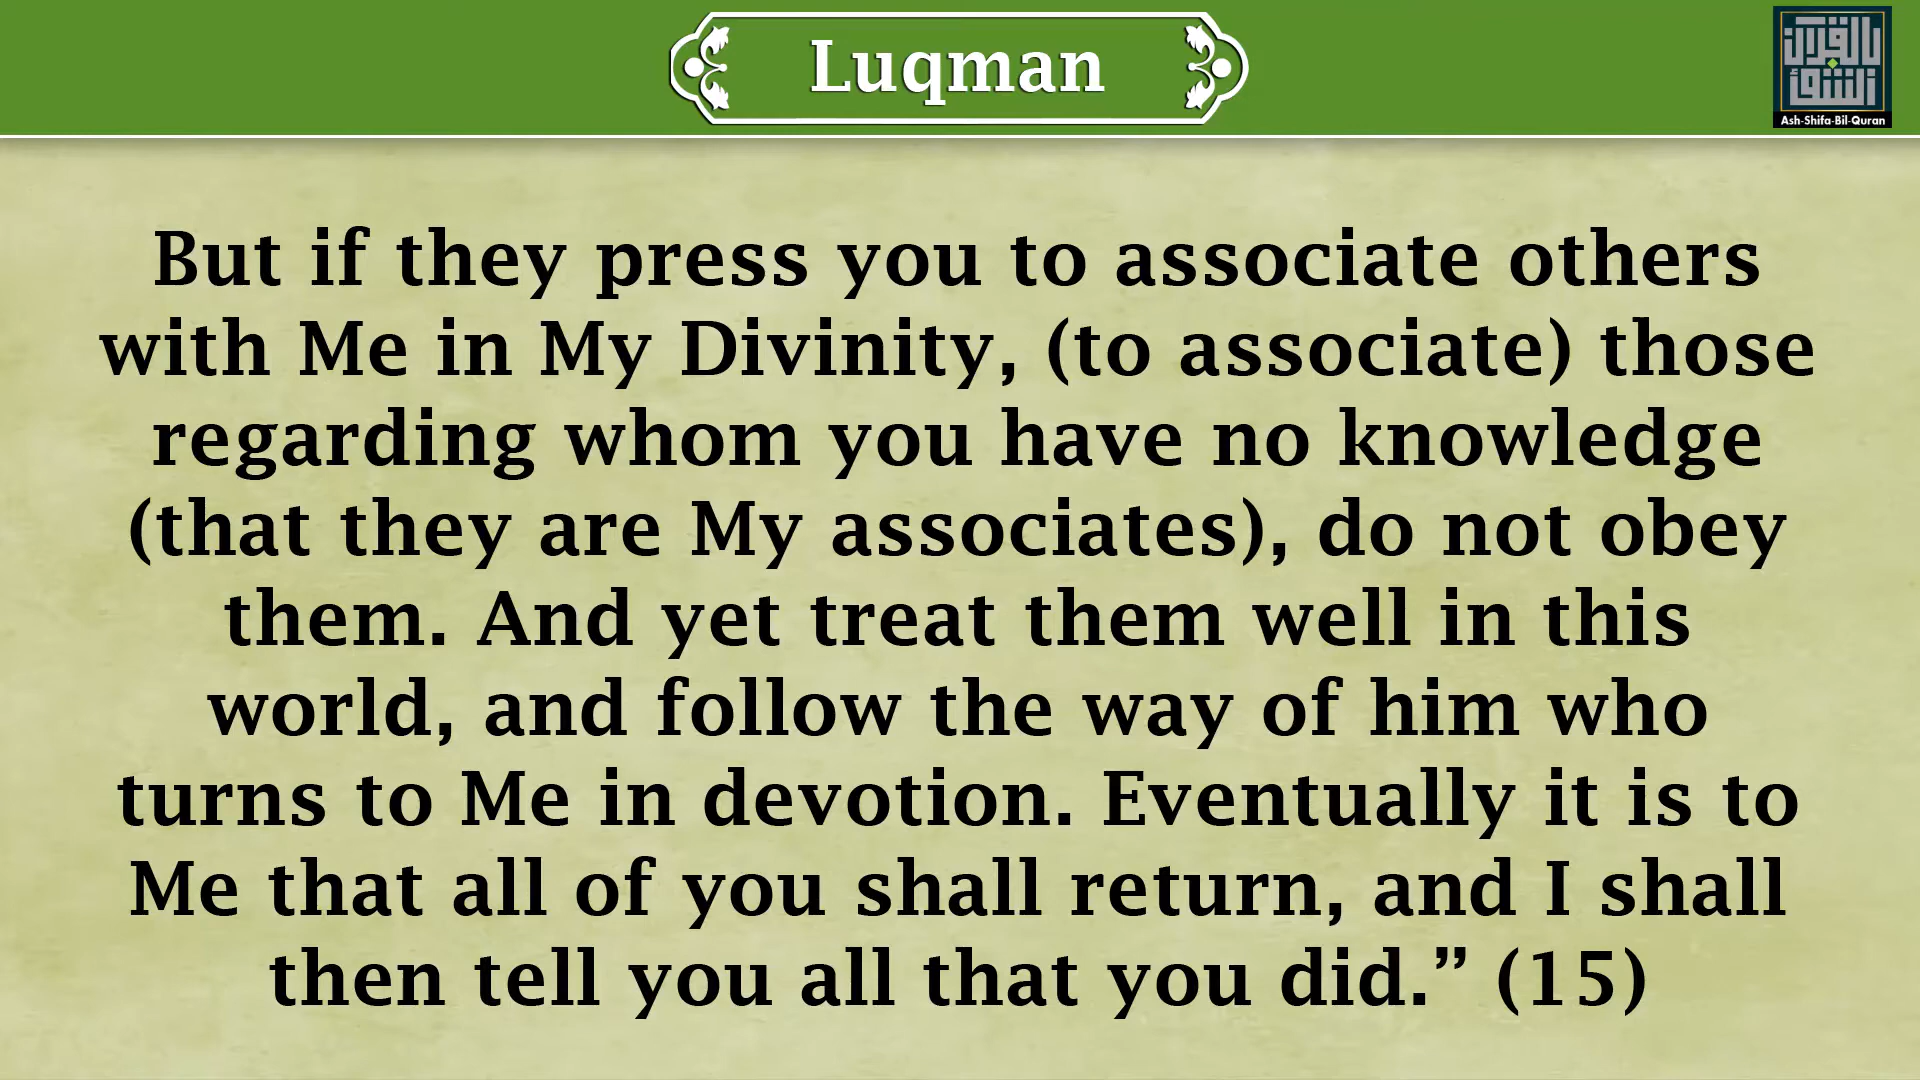 Luqman
بالقرآن
الشفأ
Ash-Shifa-Bil-Quran
But if they press you to associate others
with Me in My Divinity, (to associate) those
regarding whom you have no knowledge
(that they are My associates), do not obey
them. And yet treat them well in this
world, and follow the way of him who
turns to Me in devotion. Eventually it is to
Me that all of you shall return, and I shall
then tell you all that you did.” (15)